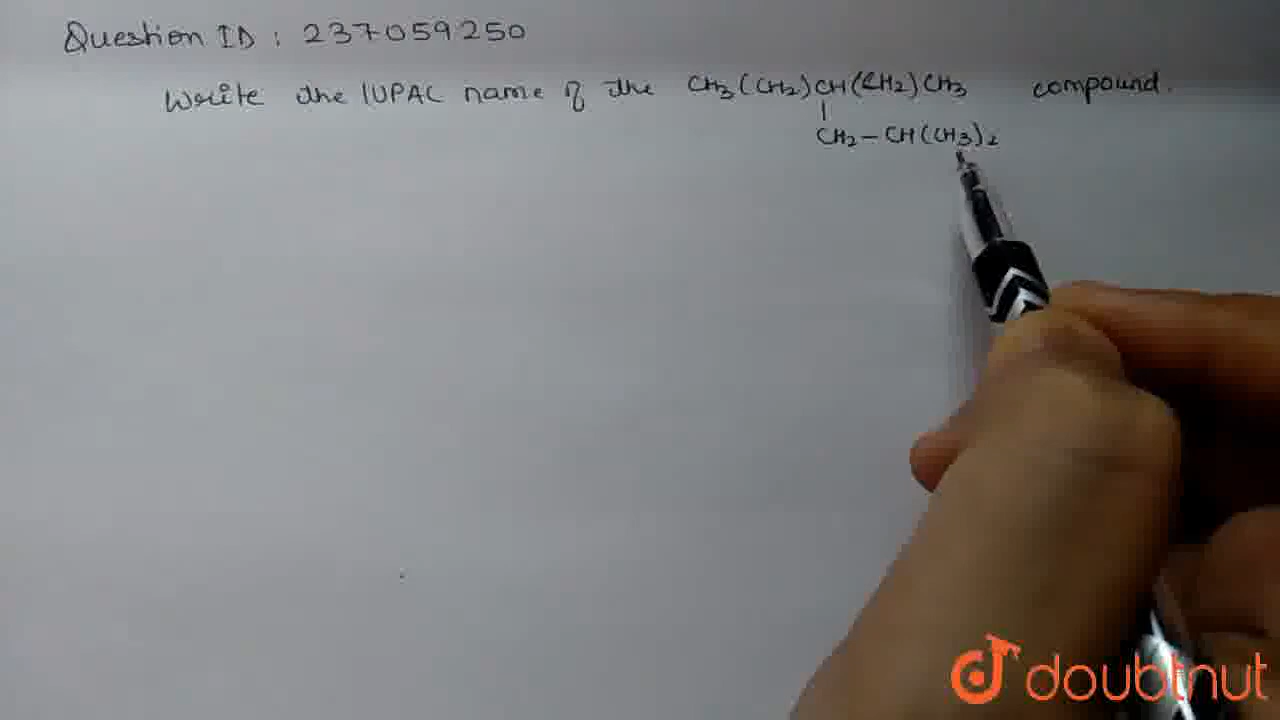 Question ID : 237059250
Write the IUPAC name of the CH3(CH2)CH(CH2)CH3 compound.
|
CH2-CH(CH3)2
doubtnut